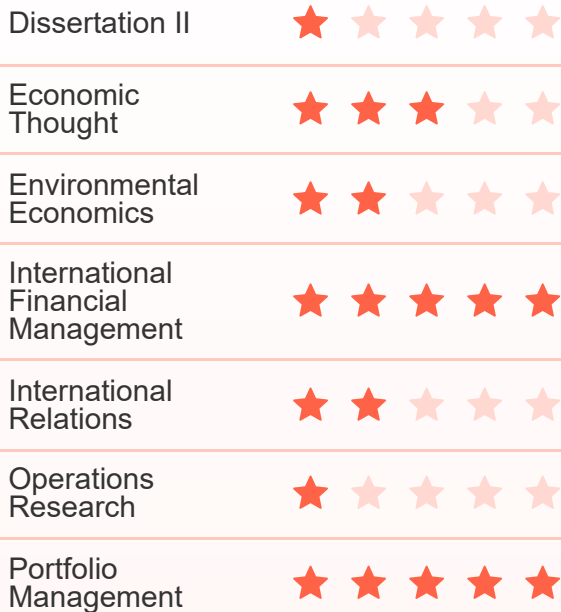 Dissertation II
Economic
Thought
Environmental
Economics
International
Financial
Management
International
Relations
Operations
Research
Portfolio
Management